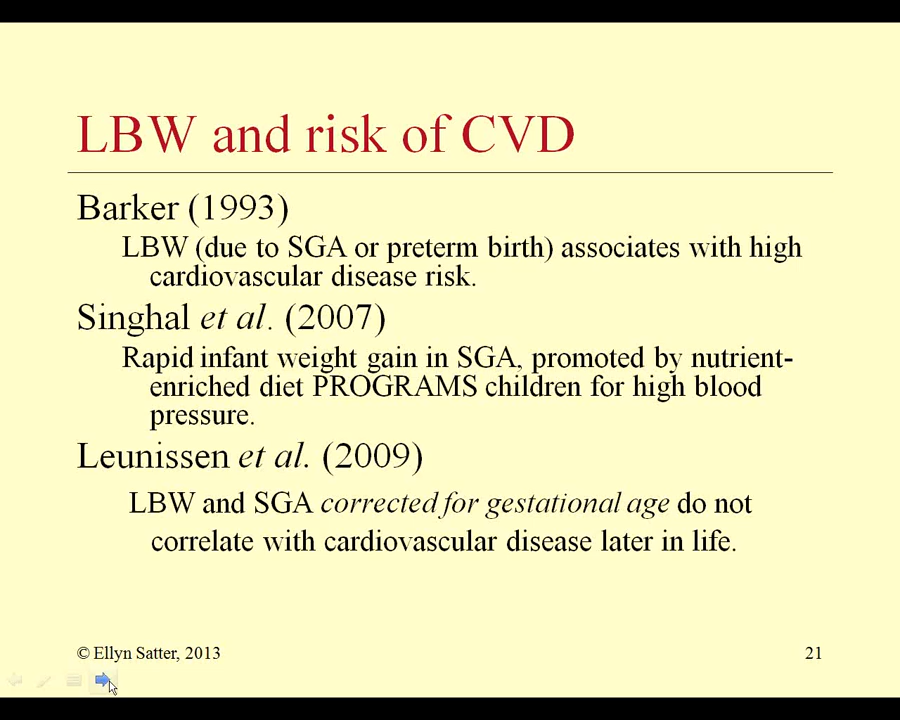 LBW and risk of CVD
Barker (1993)
LBW (due to SGA or preterm birth) associates with high
cardiovascular disease risk.
Singhal et al. (2007)
Rapid infant weight gain in SGA, promoted by nutrient-
enriched diet PROGRAMS children for high blood
pressure.
Leunissen et al. (2009)
LBW and SGA corrected for gestational age do not
correlate with cardiovascular disease later in life.
© Ellyn Satter, 2013
21